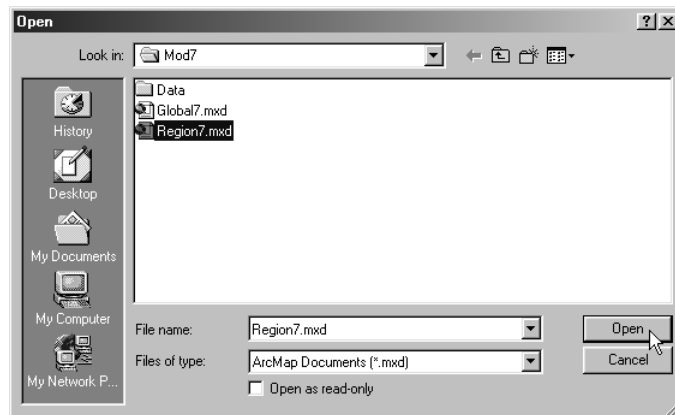 Open
Look in: Mod7
History
Desktop
My Documents
My Computer
My Network P...
Data
Global7.mxd
Region7.mxd
File name: Region7.mxd Open
Files of type: ArcMap Documents (*.mxd) Cancel
Open as read-only